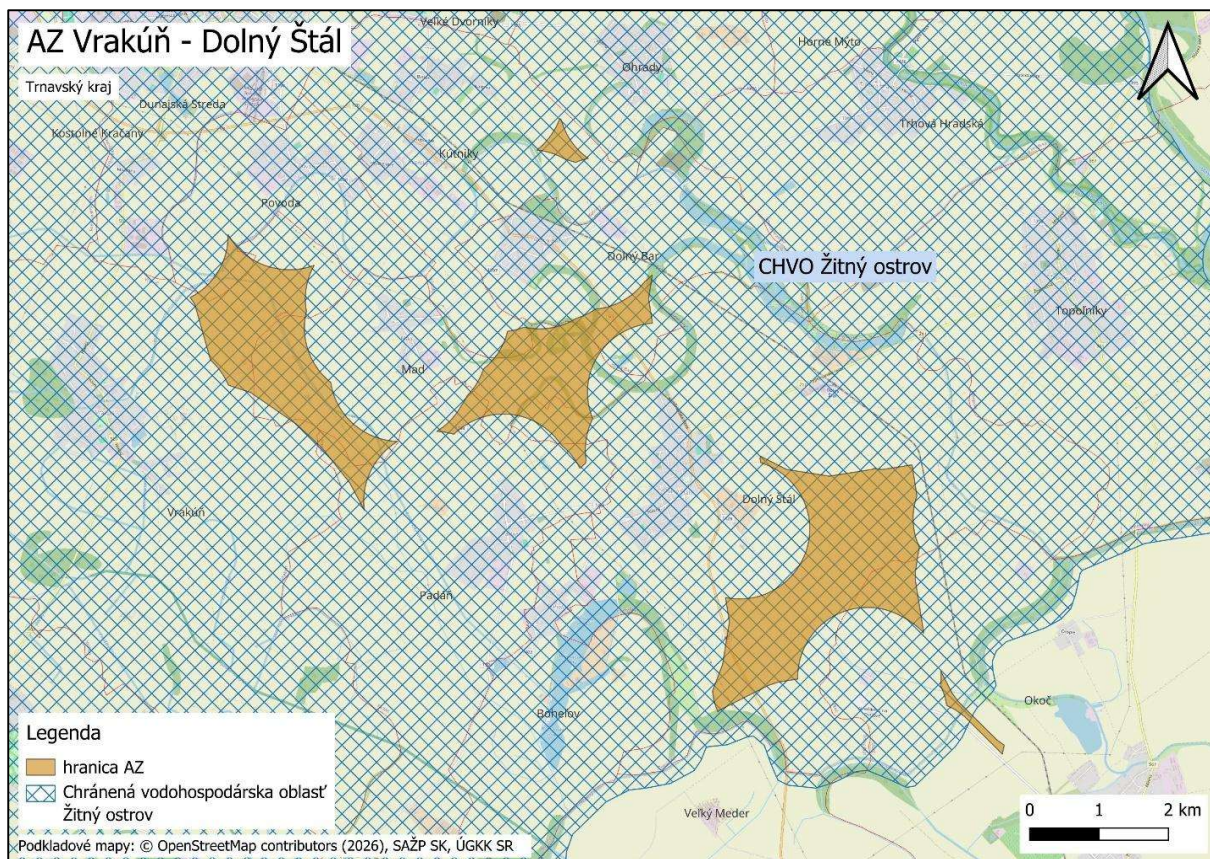 AZ Vrakúň - Dolný Štál
Trnavský kraj
Veľké Dvorníky
Ohrady
Horné Mýto
Dunajská Streda
Kostolné Kračany
Trhová Hradská
Kútniky
Povoda
Dolný Bar
CHVO Žitný ostrov
Topoľníky
Mad
Dolný Štál
Vrakúň
Padáň
Boheľov
Okoč
Veľký Meder
Legenda
hranica AZ
Chránená vodohospodárska oblasť
Žitný ostrov
0 1 2 km
Podkladové mapy: © OpenStreetMap contributors (2026), SAŽP SK, ÚGKK SR